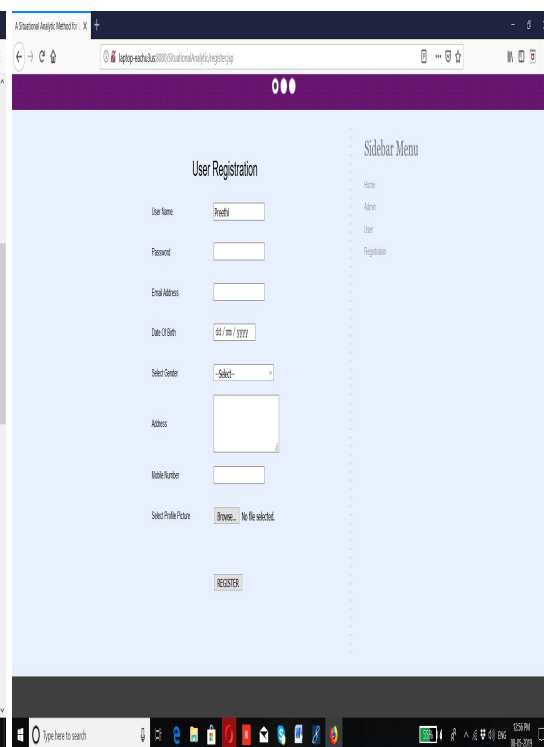 A Situational Analytic Method for
laptop-eachu3us:8080/SituationalAnalytic/register.jsp
User Registration
User Name
Preethi
Password
Email Address
Date Of Birth
dd / mm / yyyy
Select Gender
--Select--
Address
Mobile Number
Select Profile Picture
Browse... No file selected.
REGISTER
Sidebar Menu
Home
Admin
User
Registration
Type here to search
55%
ENG
12:56 PM
08-05-2019